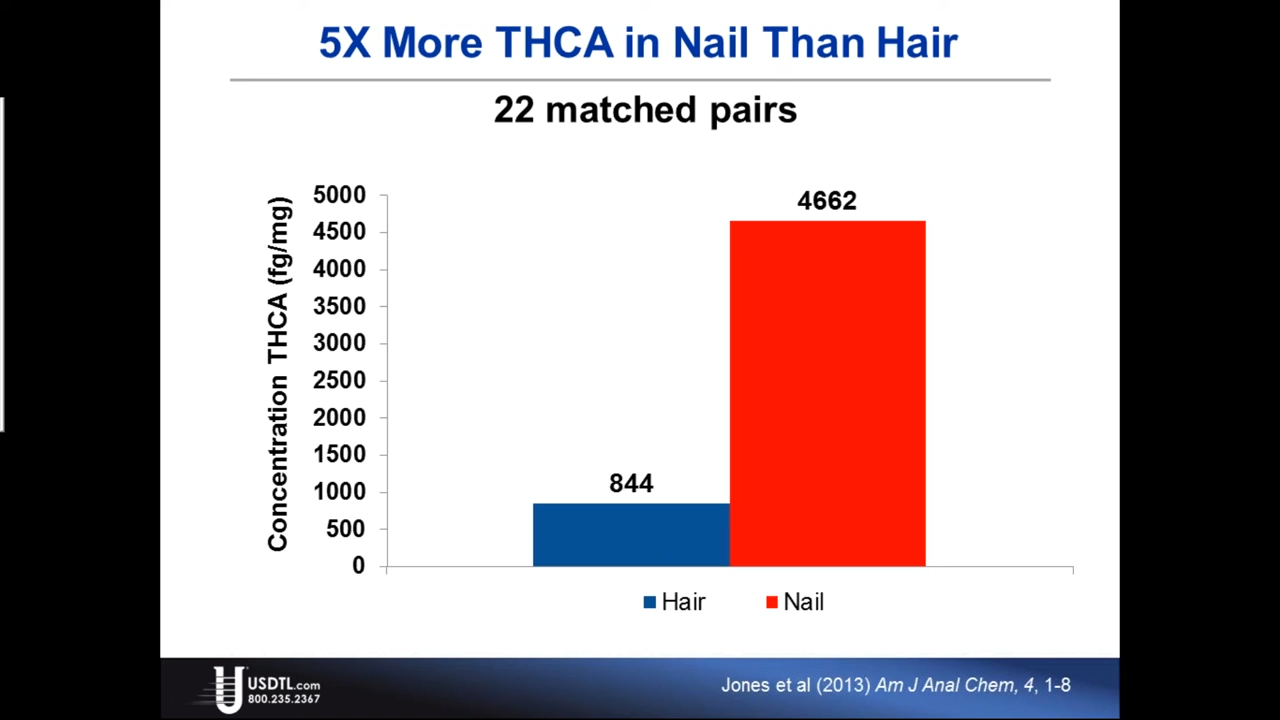 5X More THCA in Nail Than Hair
22 matched pairs
Concentration THCA (fg/mg)
5000
4500
4000
3500
3000
2500
2000
1500
1000
500
0
844
4662
Hair
Nail
USDTL.com
800.235.2367
Jones et al (2013) Am J Anal Chem, 4, 1-8